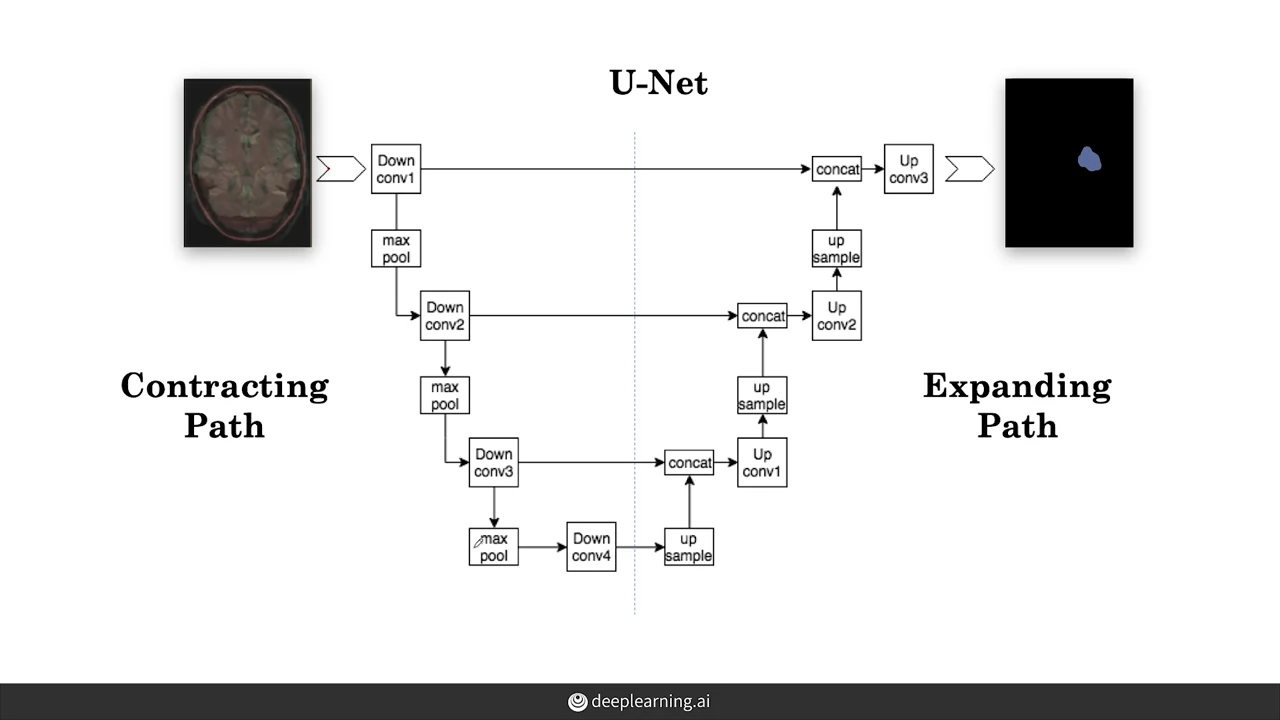 U-Net
Down
conv1
concat
Up
conv3
max
pool
up
sample
Down
conv2
concat
Up
conv2
Contracting
Path
max
pool
up
sample
Expanding
Path
Down
conv3
concat
Up
conv1
max
pool
Down
conv4
up
sample
deeplearning.ai